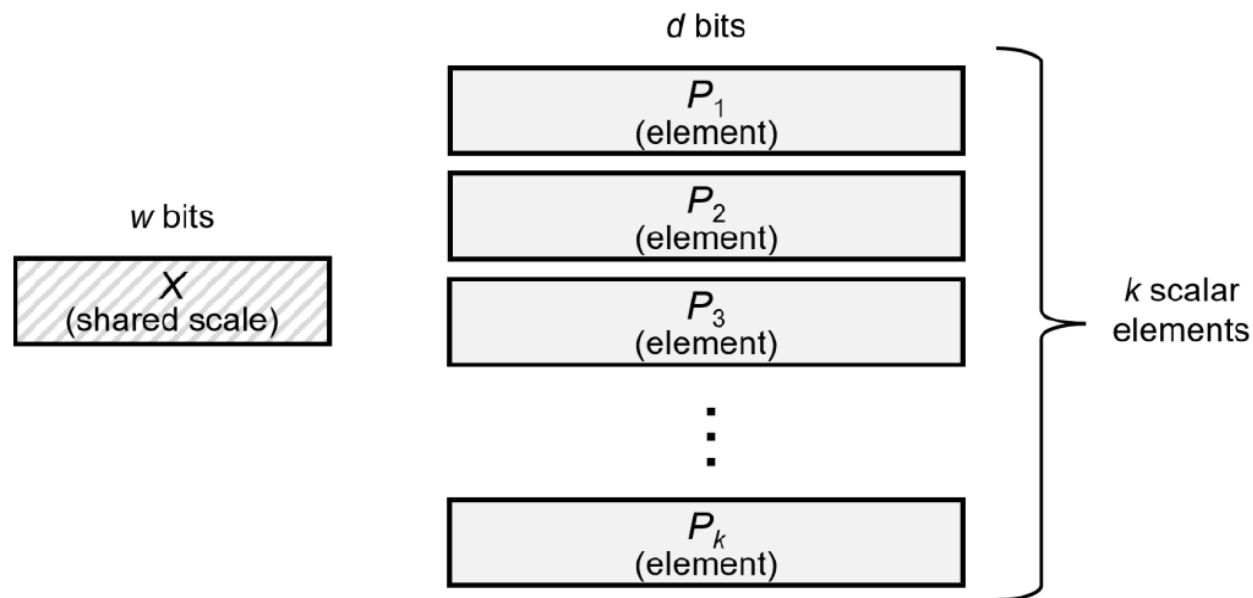 d bits
P1
(element)
P2
(element)
w bits
X
(shared scale)
P3
(element)
k scalar
elements
Pk
(element)